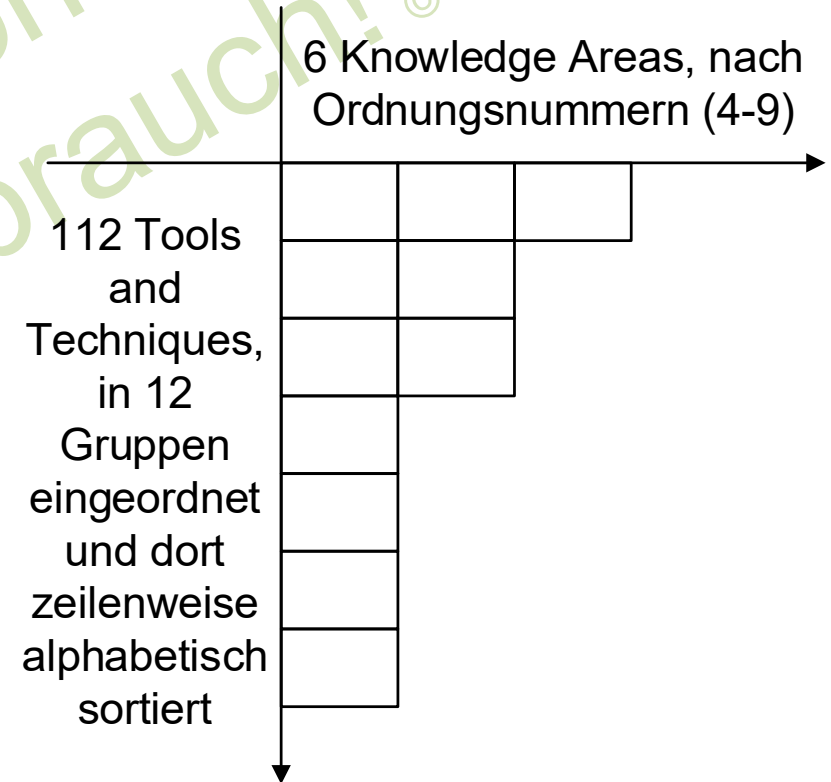 brauch! ©
6 Knowledge Areas, nach
Ordnungsnummern (4-9)
112 Tools
and
Techniques,
in 12
Gruppen
eingeordnet
und dort
zeilenweise
alphabetisch
sortiert